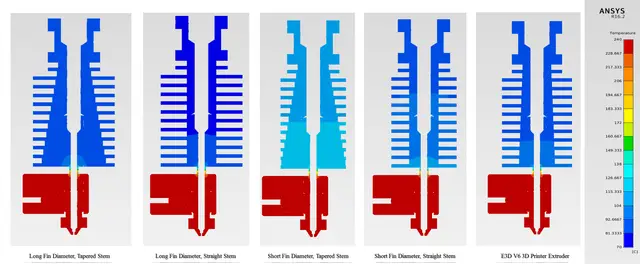 ANSYS
R16.2
Temperature
240
228.667
217.333
206
194.667
183.333
172
160.667
149.333
138
126.667
115.333
104
92.6667
81.3333
70
[C]
Long Fin Diameter, Tapered Stem
Long Fin Diameter, Straight Stem
Short Fin Diameter, Tapered Stem
Short Fin Diameter, Straight Stem
E3D V6 3D Printer Extruder